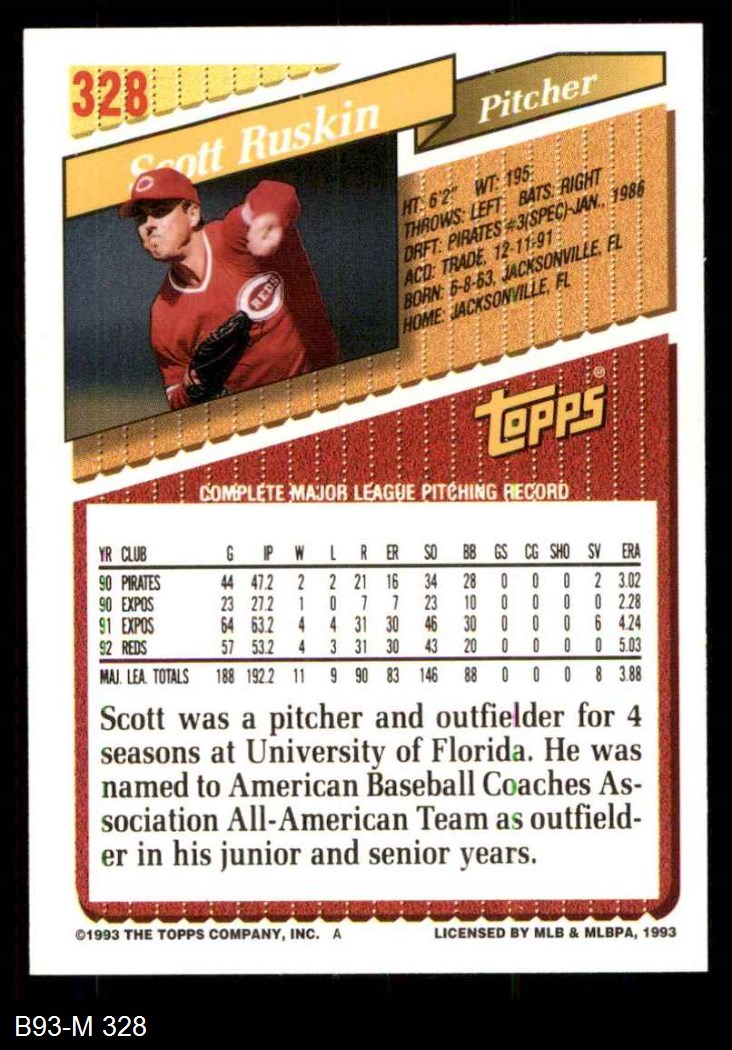 328
Scott Ruskin
Pitcher
HT: 6'2" WT: 195
THROWS: LEFT BATS: RIGHT
DRFT: PIRATES #3(SPEC)-JAN., 1986
ACQ: TRADE, 12-11-91
BORN: 6-8-63, JACKSONVILLE, FL
HOME: JACKSONVILLE, FL
REDS
TOPPS®
COMPLETE MAJOR LEAGUE PITCHING RECORD
YR CLUB G IP W L R ER SO BB GS CG SHO SV ERA
90 PIRATES 44 47.2 2 2 21 16 34 28 0 0 0 2 3.02
90 EXPOS 23 27.2 1 0 7 7 23 10 0 0 0 0 2.28
91 EXPOS 64 63.2 4 4 31 30 46 30 0 0 0 6 4.24
92 REDS 57 53.2 4 3 31 30 43 20 0 0 0 0 5.03
MAJ. LEA. TOTALS 188 192.2 11 9 90 83 146 88 0 0 0 8 3.88
Scott was a pitcher and outfielder for 4
seasons at University of Florida. He was
named to American Baseball Coaches As-
sociation All-American Team as outfield-
er in his junior and senior years.
©1993 THE TOPPS COMPANY, INC. A
LICENSED BY MLB & MLBPA, 1993
B93-M 328